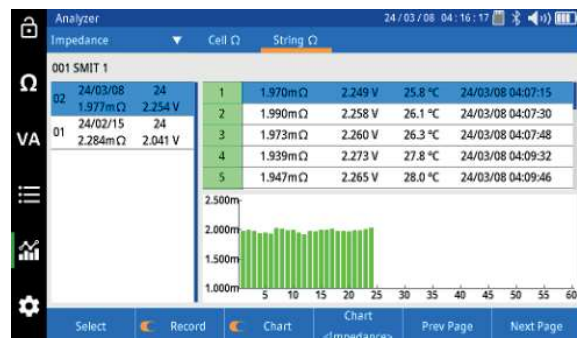 Analyzer 24/03/08 04:16:17
Impedance ▼ Cell Ω String Ω
001 SMIT 1
Ω
VA
02 24/03/08 24
1.977mΩ 2.254 V
01 24/02/15 24
2.284mΩ 2.041 V
1 1.970mΩ 2.249 V 25.8 °C 24/03/08 04:07:15
2 1.990mΩ 2.258 V 26.1 °C 24/03/08 04:07:30
3 1.973mΩ 2.260 V 26.3 °C 24/03/08 04:07:48
4 1.939mΩ 2.273 V 27.8 °C 24/03/08 04:09:32
5 1.947mΩ 2.265 V 28.0 °C 24/03/08 04:09:46
2.500m
2.000m
1.500m
1.000m
5 10 15 20 25 30 35 40 45 50 55 60
Select Record Chart Chart Prev Page Next Page
<Impedance>